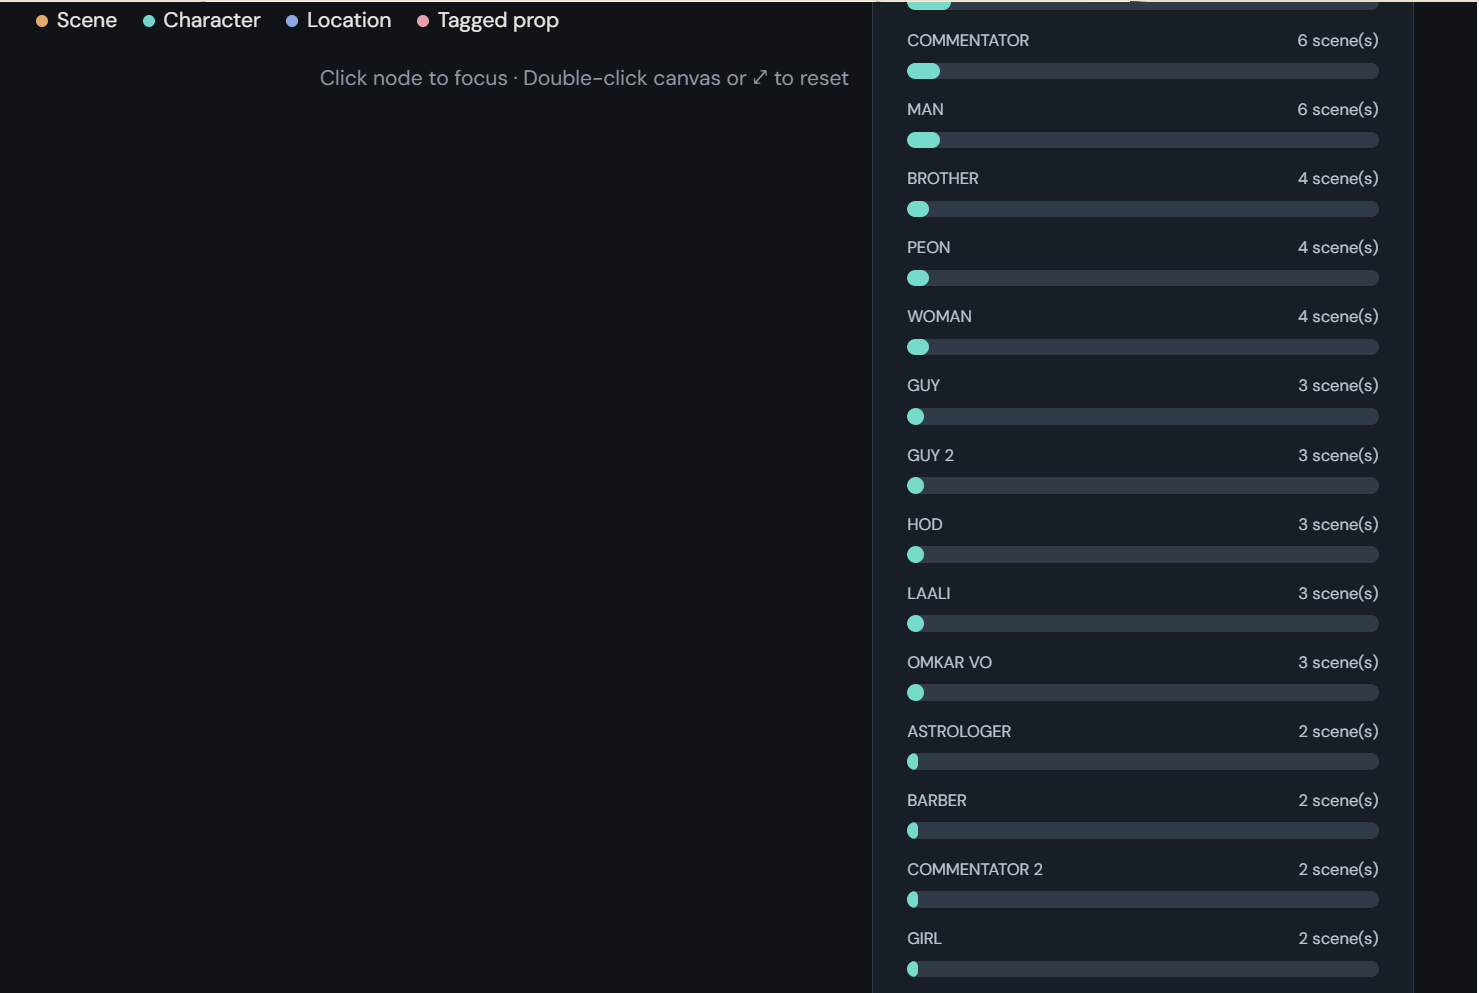 Scene Character Location Tagged prop
Click node to focus · Double-click canvas or ⤢ to reset
COMMENTATOR 6 scene(s)
MAN 6 scene(s)
BROTHER 4 scene(s)
PEON 4 scene(s)
WOMAN 4 scene(s)
GUY 3 scene(s)
GUY 2 3 scene(s)
HOD 3 scene(s)
LAALI 3 scene(s)
OMKAR VO 3 scene(s)
ASTROLOGER 2 scene(s)
BARBER 2 scene(s)
COMMENTATOR 2 2 scene(s)
GIRL 2 scene(s)